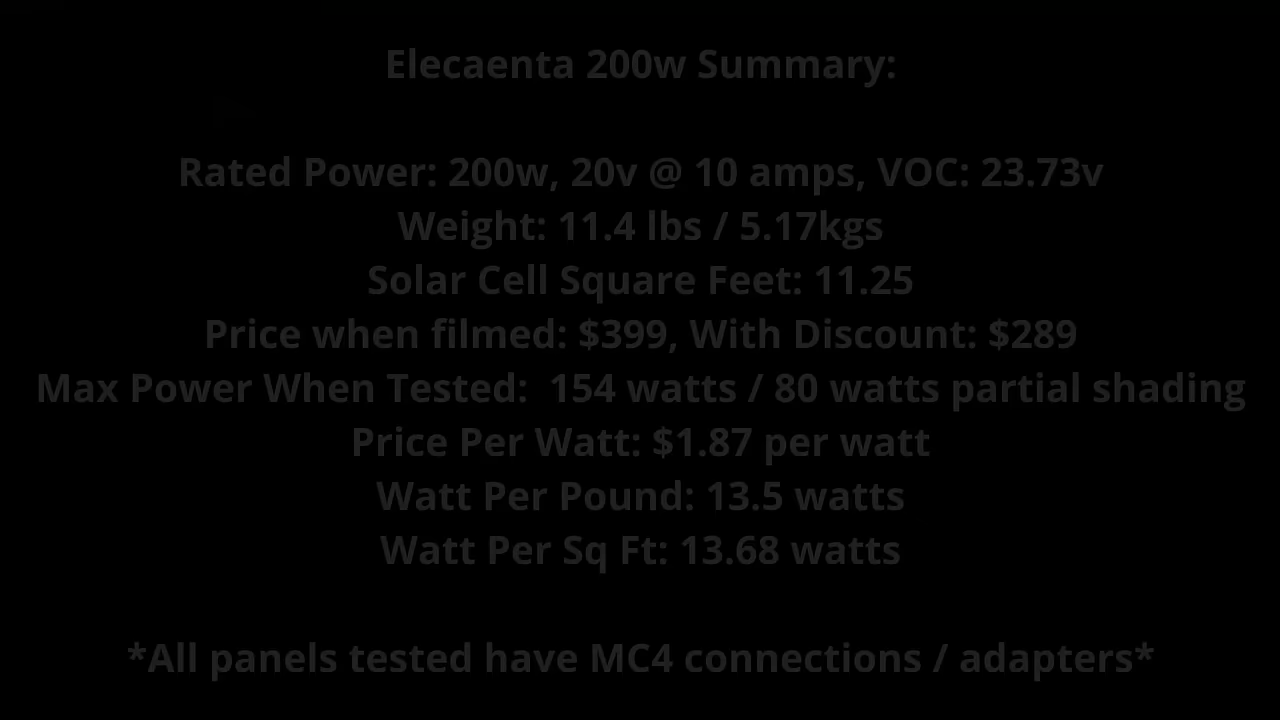 Elecaenta 200w Summary:
Rated Power: 200w, 20v @ 10 amps, VOC: 23.73v
Weight: 11.4 lbs / 5.17kgs
Solar Cell Square Feet: 11.25
Price when filmed: $399, With Discount: $289
Max Power When Tested:  154 watts / 80 watts partial shading
Price Per Watt: $1.87 per watt
Watt Per Pound: 13.5 watts
Watt Per Sq Ft: 13.68 watts
*All panels tested have MC4 connections / adapters*